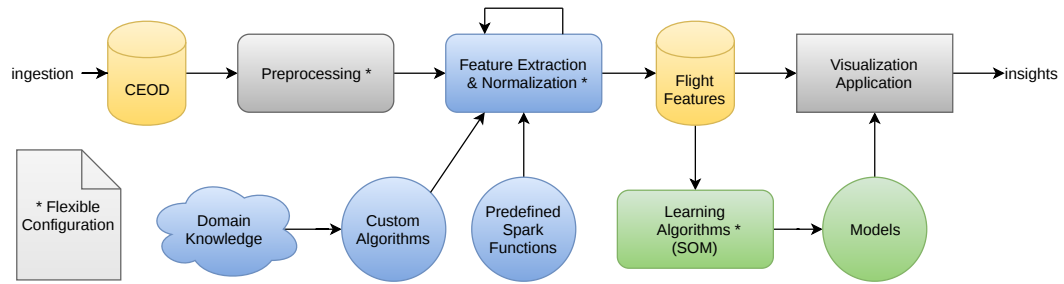 ingestion
CEOD
Preprocessing *
Feature Extraction
& Normalization *
Flight
Features
Visualization
Application
insights
* Flexible
Configuration
Domain
Knowledge
Custom
Algorithms
Predefined
Spark
Functions
Learning
Algorithms *
(SOM)
Models